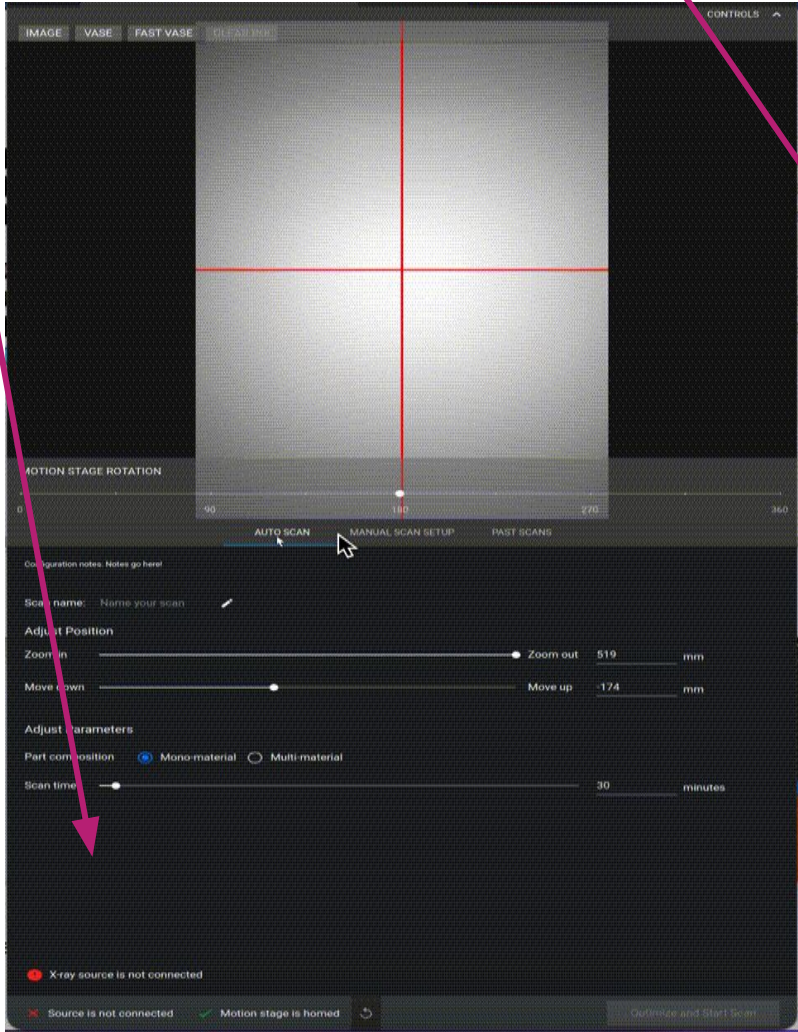 CONTROLS
IMAGE VASE FAST VASE CLEAR ROI
MOTION STAGE ROTATION
0 90 180 270 360
AUTO SCAN MANUAL SCAN SETUP PAST SCANS
Configuration notes. Notes go here!
Scan name: Name your scan
Adjust Position
Zoom in Zoom out 519 mm
Move down Move up -174 mm
Adjust Parameters
Part composition Mono-material Multi-material
Scan time 30 minutes
X-ray source is not connected
Source is not connected Motion stage is homed Optimize and Start Scan